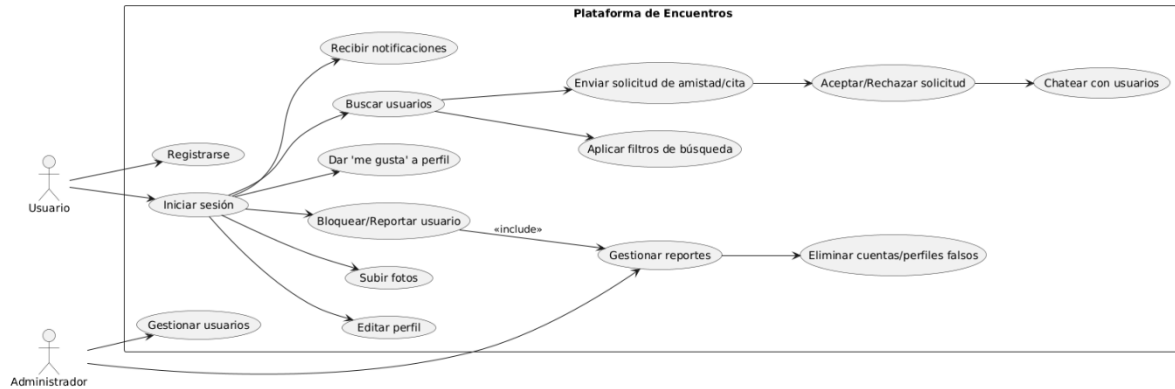 Plataforma de Encuentros
Recibir notificaciones
Buscar usuarios
Enviar solicitud de amistad/cita
Aceptar/Rechazar solicitud
Chatear con usuarios
Registrarse
Dar 'me gusta' a perfil
Aplicar filtros de búsqueda
Usuario
Iniciar sesión
Bloquear/Reportar usuario
«include»
Gestionar reportes
Eliminar cuentas/perfiles falsos
Subir fotos
Gestionar usuarios
Editar perfil
Administrador